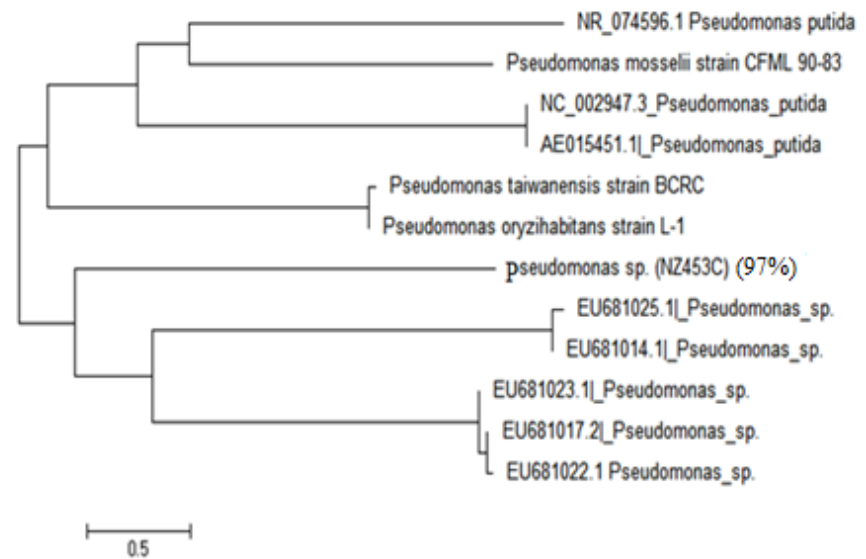 NR_074596.1 Pseudomonas putida
Pseudomonas mosselii strain CFML 90-83
NC_002947.3_Pseudomonas_putida
AE015451.1|_Pseudomonas_putida
Pseudomonas taiwanensis strain BCRC
Pseudomonas oryzihabitans strain L-1
pseudomonas sp. (NZ453C) (97%)
EU681025.1|_Pseudomonas_sp.
EU681014.1|_Pseudomonas_sp.
EU681023.1|_Pseudomonas_sp.
EU681017.2|_Pseudomonas_sp.
EU681022.1 Pseudomonas_sp.
0.5